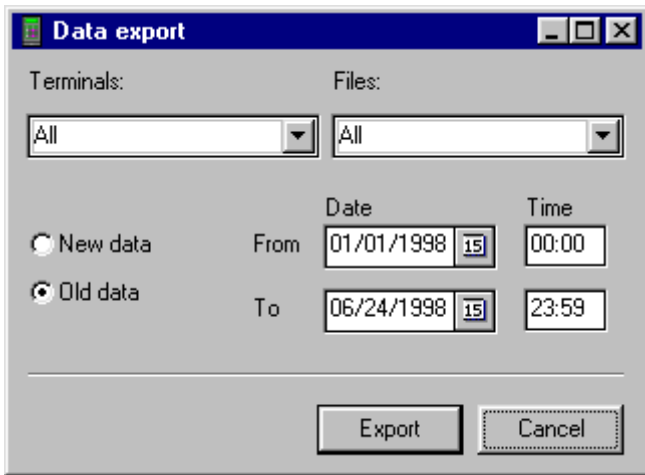 Data export
Terminals: Files:
All All
Date Time
New data From 01/01/1998 15 00:00
Old data To 06/24/1998 15 23:59
Export Cancel